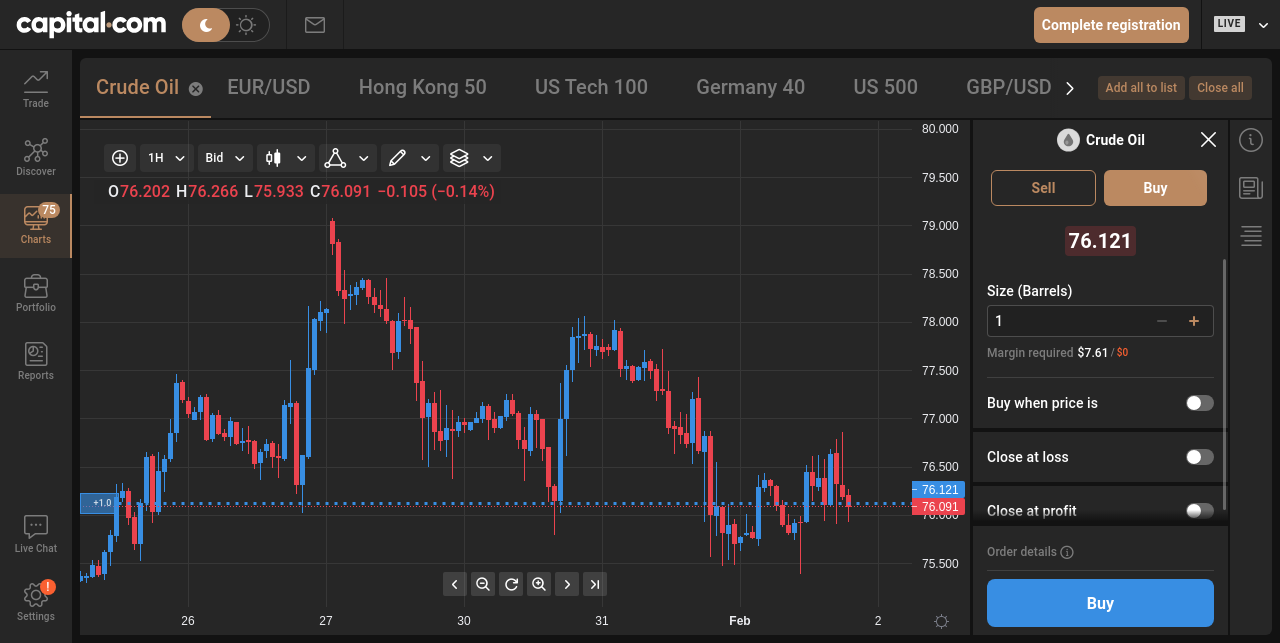 capital.com
Complete registration
LIVE
Trade
Discover
75
Charts
Portfolio
Reports
Live Chat
!
Settings
Crude Oil
EUR/USD
Hong Kong 50
US Tech 100
Germany 40
US 500
GBP/USD
Add all to list
Close all
1H
Bid
O76.202 H76.266 L75.933 C76.091 −0.105 (−0.14%)
80.000
79.500
79.000
78.500
78.000
77.500
77.000
76.500
+1.0
76.121
76.091
76.000
75.500
26
27
30
31
Feb
2
Crude Oil
Sell
Buy
76.121
Size (Barrels)
1
Margin required $7.61 / $0
Buy when price is
Close at loss
Close at profit
Order details
Buy